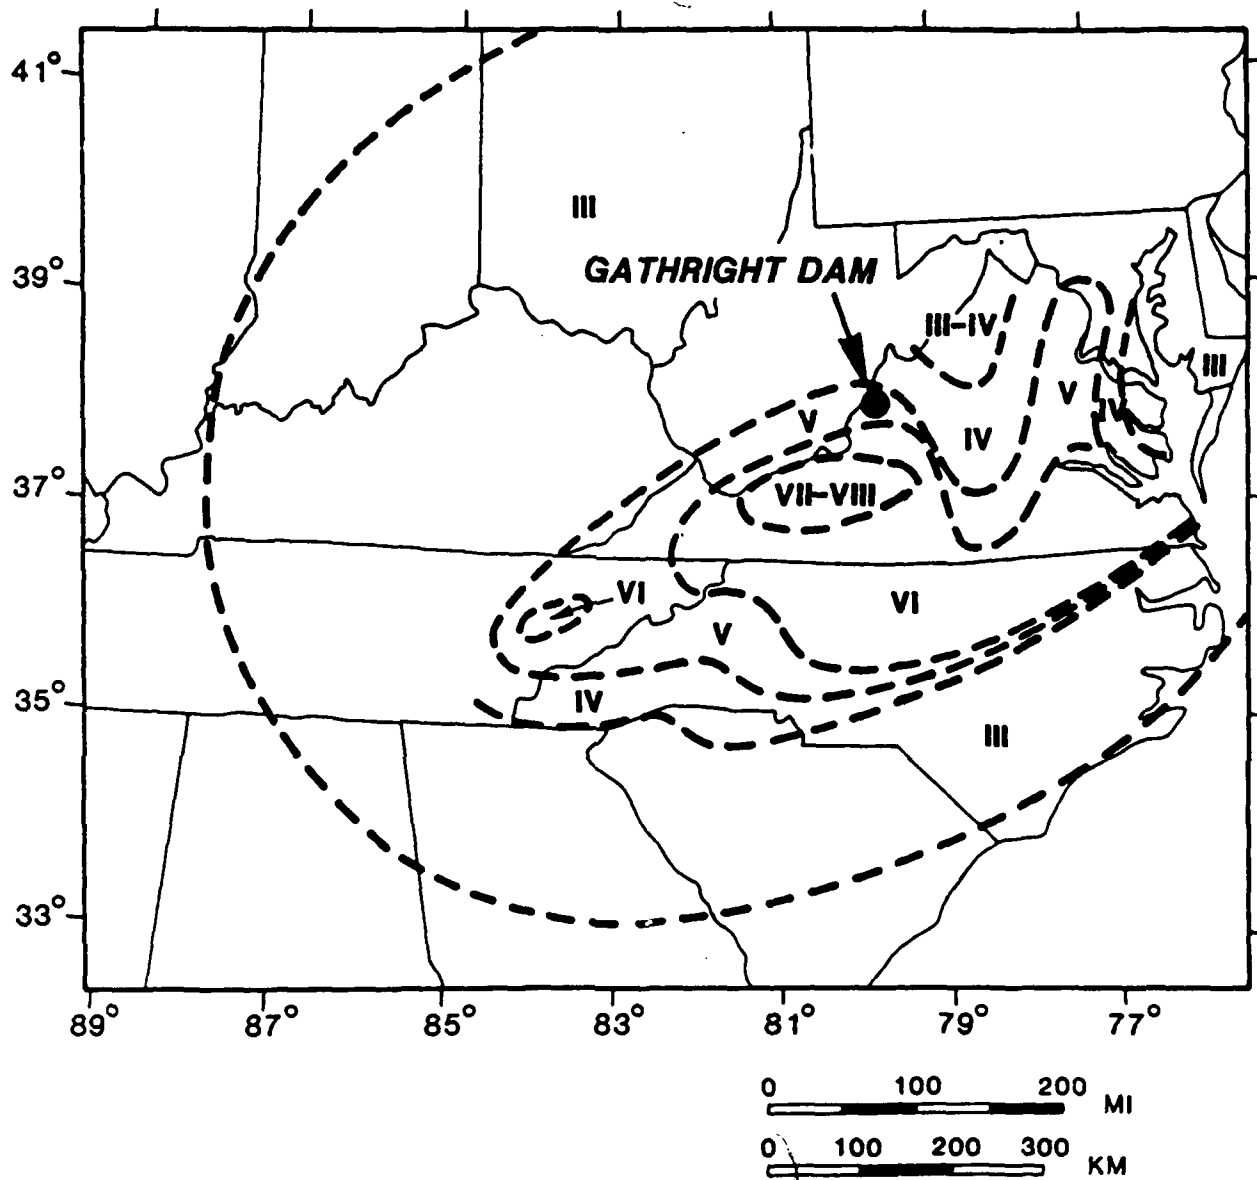 41°
III
GATHRIGHT DAM
39°
III-IV
III
V
IV
V
IV
37°
VII-VIII
VI
VI
V
35°
IV
III
33°
89° 87° 85° 83° 81° 79° 77°
0 100 200 MI
0 100 200 300 KM